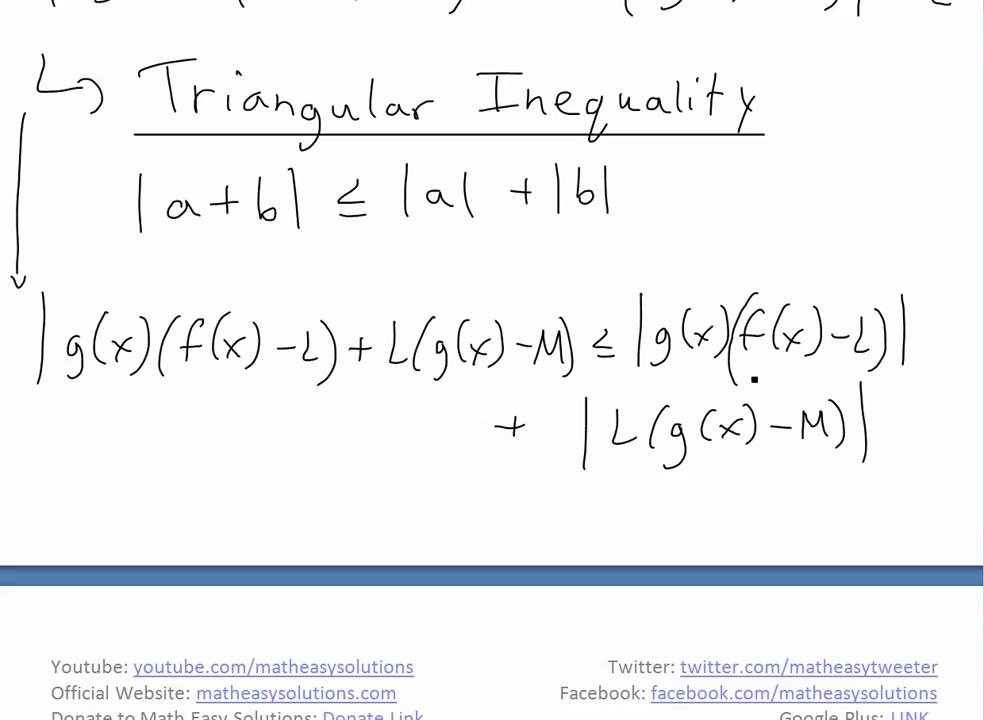 Triangular Inequality
|a+b| ≤ |a| + |b|
|g(x)(f(x)-L)+L(g(x)-M)| ≤ |g(x)(f(x)-L)|
+ |L(g(x)-M)|
Youtube: youtube.com/matheasysolutions
Twitter: twitter.com/matheasytweeter
Official Website: matheasysolutions.com
Facebook: facebook.com/matheasysolutions
Donate to Math Easy Solutions: Donate Link
Google Plus: LINK